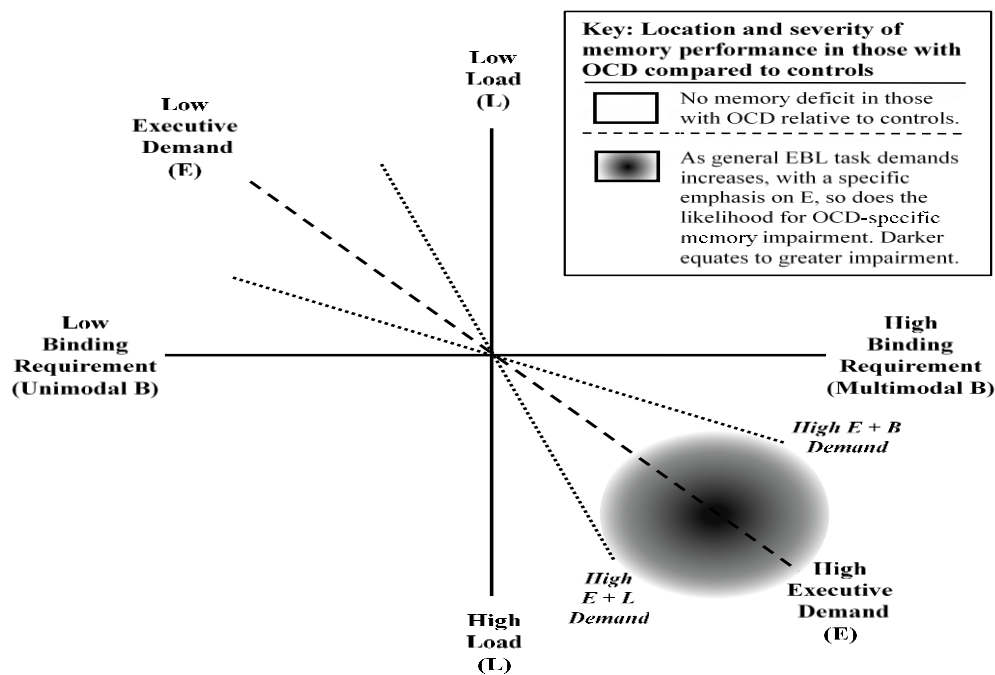 Key: Location and severity of
memory performance in those with
OCD compared to controls
No memory deficit in those
with OCD relative to controls.
As general EBL task demands
increases, with a specific
emphasis on E, so does the
likelihood for OCD-specific
memory impairment. Darker
equates to greater impairment.
Low
Load
(L)
Low
Executive
Demand
(E)
Low
Binding
Requirement
(Unimodal B)
High
Binding
Requirement
(Multimodal B)
High E + B
Demand
High
E + L
Demand
High
Executive
Demand
(E)
High
Load
(L)